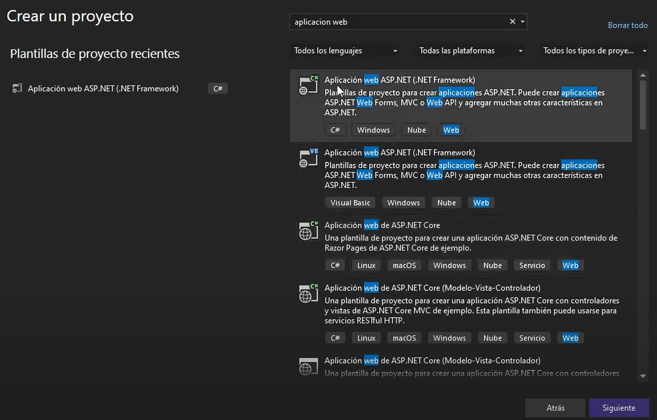 Crear un proyecto
aplicacion web
Borrar todo
Plantillas de proyecto recientes
Todos los lenguajes
Todas las plataformas
Todos los tipos de proye...
Aplicación web ASP.NET (.NET Framework)
C#
C#
Aplicación web ASP.NET (.NET Framework)
Plantillas de proyecto para crear aplicaciones ASP.NET. Puede crear aplicaciones
ASP.NET Web Forms, MVC o Web API y agregar muchas otras características en
ASP.NET.
C# Windows Nube Web
VB
Aplicación web ASP.NET (.NET Framework)
Plantillas de proyecto para crear aplicaciones ASP.NET. Puede crear aplicaciones
ASP.NET Web Forms, MVC o Web API y agregar muchas otras características en
ASP.NET.
Visual Basic Windows Nube Web
C#
Aplicación web de ASP.NET Core
Una plantilla de proyecto para crear una aplicación ASP.NET Core con contenido de
Razor Pages de ASP.NET Core de ejemplo.
C# Linux macOS Windows Nube Servicio Web
C#
Aplicación web de ASP.NET Core (Modelo-Vista-Controlador)
Una plantilla de proyecto para crear una aplicación ASP.NET Core con controladores
y vistas de ASP.NET Core MVC de ejemplo. Esta plantilla también puede usarse para
servicios RESTful HTTP.
C# Linux macOS Windows Nube Servicio Web
Aplicación web de ASP.NET Core (Modelo-Vista-Controlador)
Una plantilla de proyecto para crear una aplicación ASP.NET Core con controladores
Atrás
Siguiente